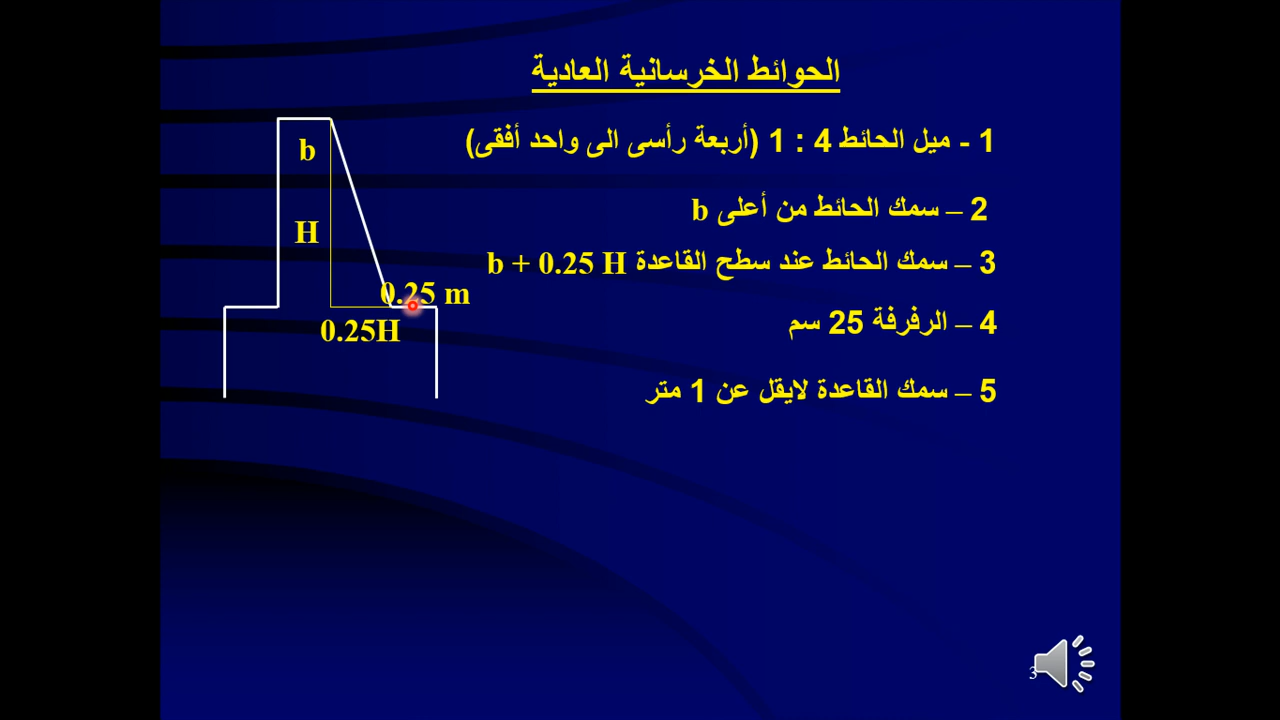 الحوائط الخرسانية العادية
1 - ميل الحائط 4 : 1 (أربعة رأسى الى واحد أفقى)
2 – سمك الحائط من أعلى b
3 – سمك الحائط عند سطح القاعدة b + 0.25 H
4 – الرفرفة 25 سم
5 – سمك القاعدة لايقل عن 1 متر
b
H
0.25 m
0.25H
3